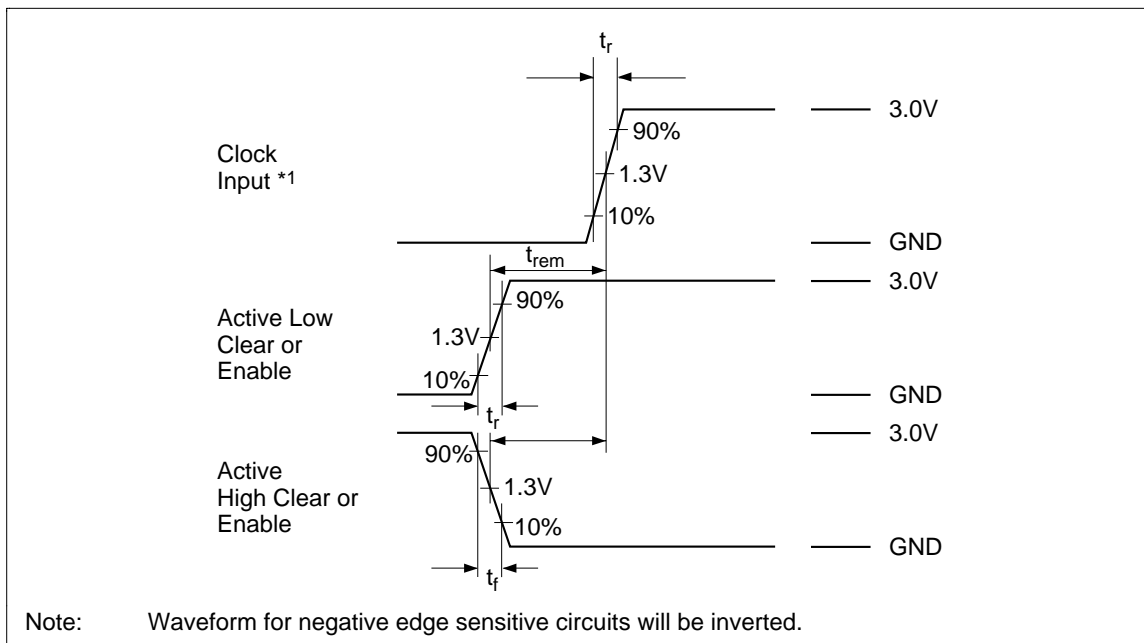 tr
90%
3.0V
Clock
Input *1
1.3V
10%
GND
trem
3.0V
90%
Active Low
Clear or
Enable
1.3V
10%
GND
tr
3.0V
90%
Active
High Clear or
Enable
1.3V
10%
GND
tf
Note: Waveform for negative edge sensitive circuits will be inverted.